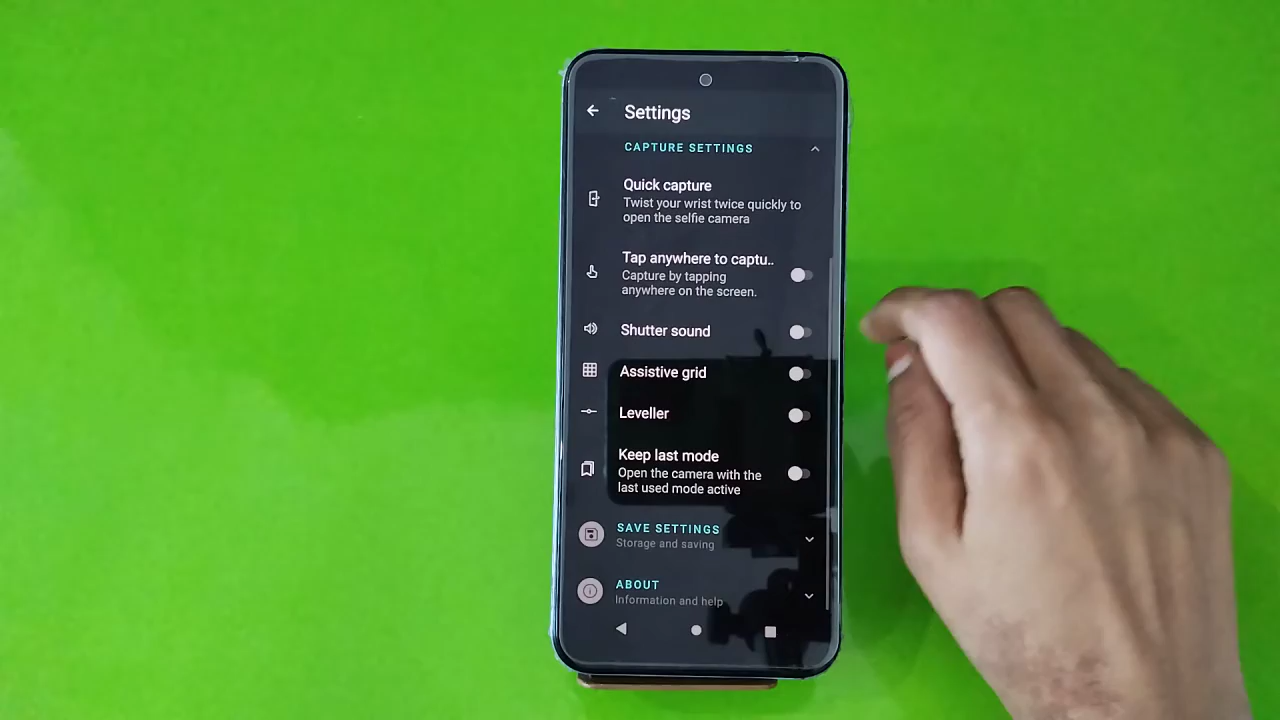 Settings
CAPTURE SETTINGS
Quick capture
Twist your wrist twice quickly to
open the selfie camera
Tap anywhere to captu..
Capture by tapping
anywhere on the screen.
Shutter sound
Assistive grid
Leveller
Keep last mode
Open the camera with the
last used mode active
SAVE SETTINGS
Storage and saving
ABOUT
Information and help